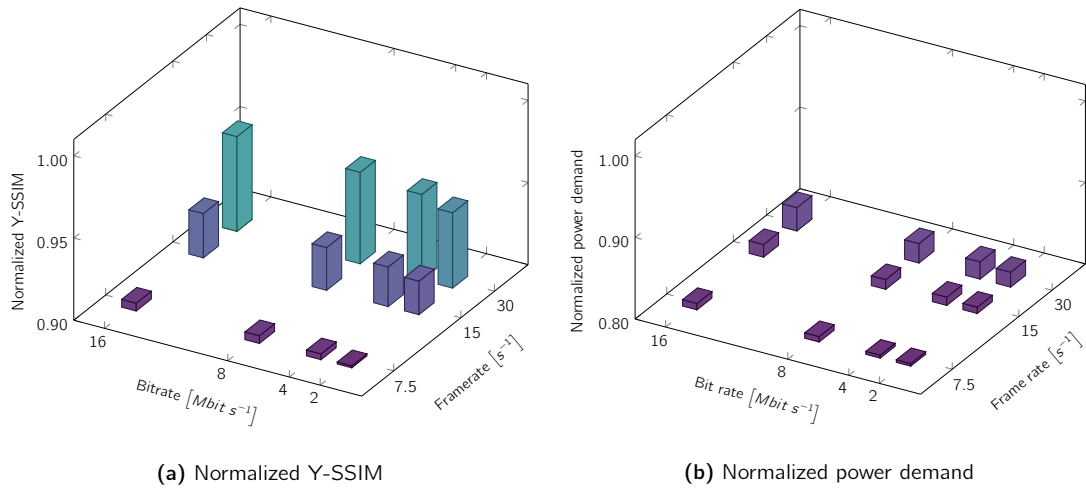 1.00
0.95
0.90
Normalized Y-SSIM
16
8
4
2
Bitrate [Mbit s⁻¹]
7.5
15
30
Framerate [s⁻¹]
(a) Normalized Y-SSIM
1.00
0.90
0.80
Normalized power demand
16
8
4
2
Bit rate [Mbit s⁻¹]
7.5
15
30
Frame rate [s⁻¹]
(b) Normalized power demand